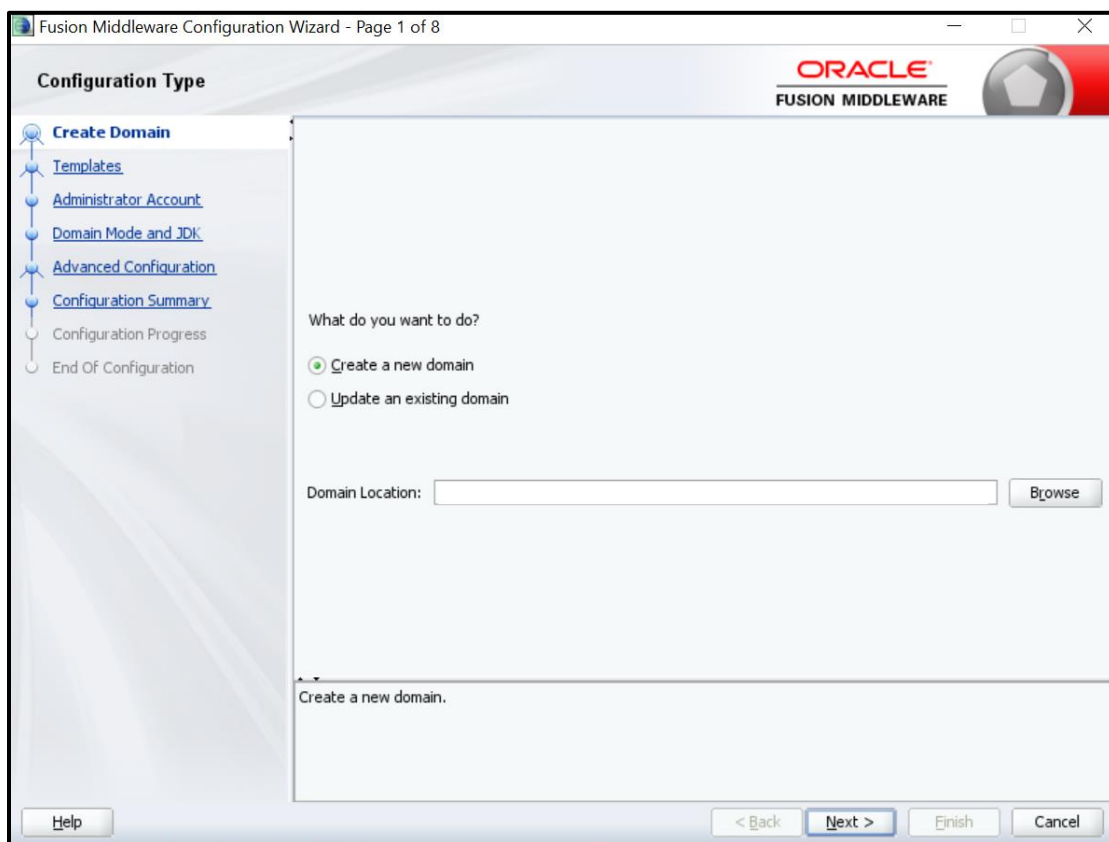 Fusion Middleware Configuration Wizard - Page 1 of 8
Configuration Type
ORACLE
FUSION MIDDLEWARE
Create Domain
Templates
Administrator Account
Domain Mode and JDK
Advanced Configuration
Configuration Summary
Configuration Progress
End Of Configuration
What do you want to do?
Create a new domain
Update an existing domain
Domain Location:
Browse
Create a new domain.
Help
< Back
Next >
Finish
Cancel